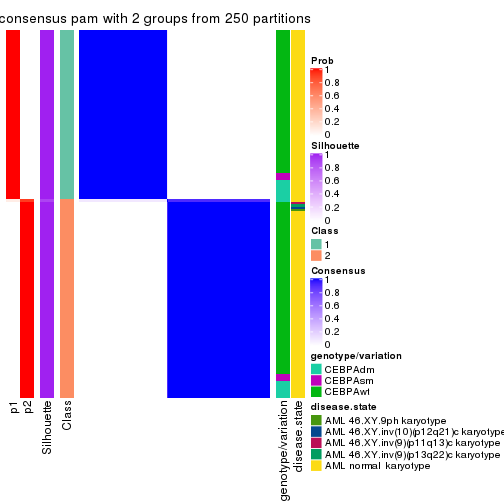 consensus pam with 2 groups from 250 partitions
Prob
1
0.8
0.6
0.4
0.2
0
Silhouette
1
0.8
0.6
0.4
0.2
0
Class
1
2
Consensus
1
0.8
0.6
0.4
0.2
0
genotype/variation
CEBPAdm
CEBPAsm
CEBPAwt
disease.state
AML 46.XY.9ph karyotype
AML 46.XY.inv(10)(p12q21)c karyotype
AML 46.XY.inv(9)(p11q13)c karyotype
AML 46.XY.inv(9)(p13q22)c karyotype
AML normal karyotype
p1
p2
Silhouette
Class
genotype/variation
disease.state